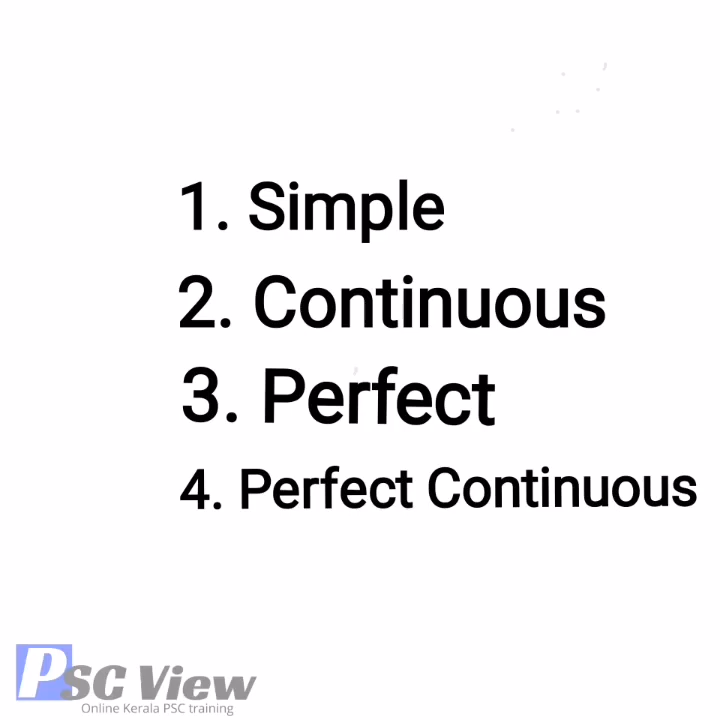 1. Simple
2. Continuous
3. Perfect
4. Perfect Continuous
PSC View
Online Kerala PSC training